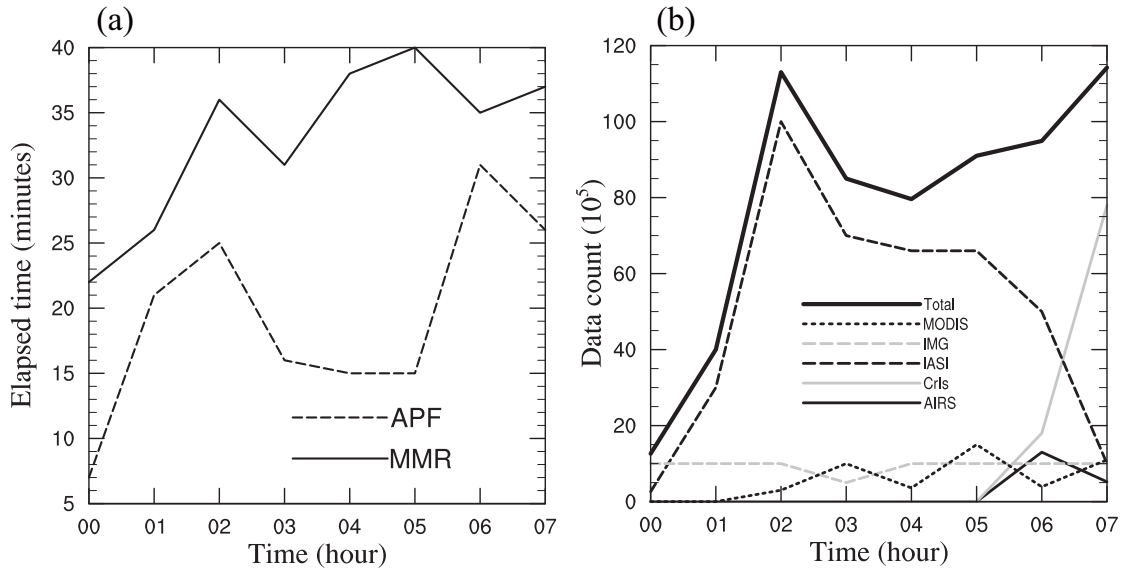 (a)
40
35
30
25
20
15
10
5
00 01 02 03 04 05 06 07
Time (hour)
Elapsed time (minutes)
APF
MMR
(b)
120
100
80
60
40
20
0
00 01 02 03 04 05 06 07
Time (hour)
Data count (10⁵)
Total
MODIS
IMG
IASI
CrIs
AIRS